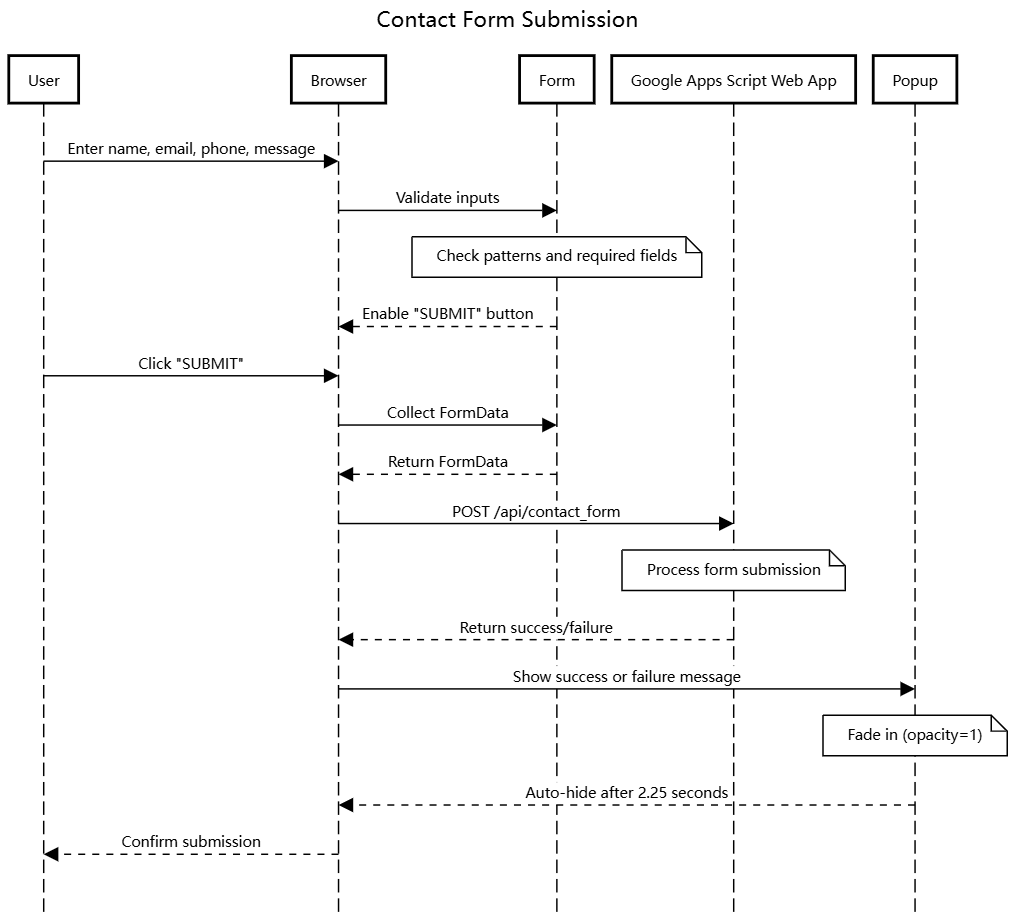 Contact Form Submission
User
Browser
Form
Google Apps Script Web App
Popup
Enter name, email, phone, message
Validate inputs
Check patterns and required fields
Enable "SUBMIT" button
Click "SUBMIT"
Collect FormData
Return FormData
POST /api/contact_form
Process form submission
Return success/failure
Show success or failure message
Fade in (opacity=1)
Auto-hide after 2.25 seconds
Confirm submission